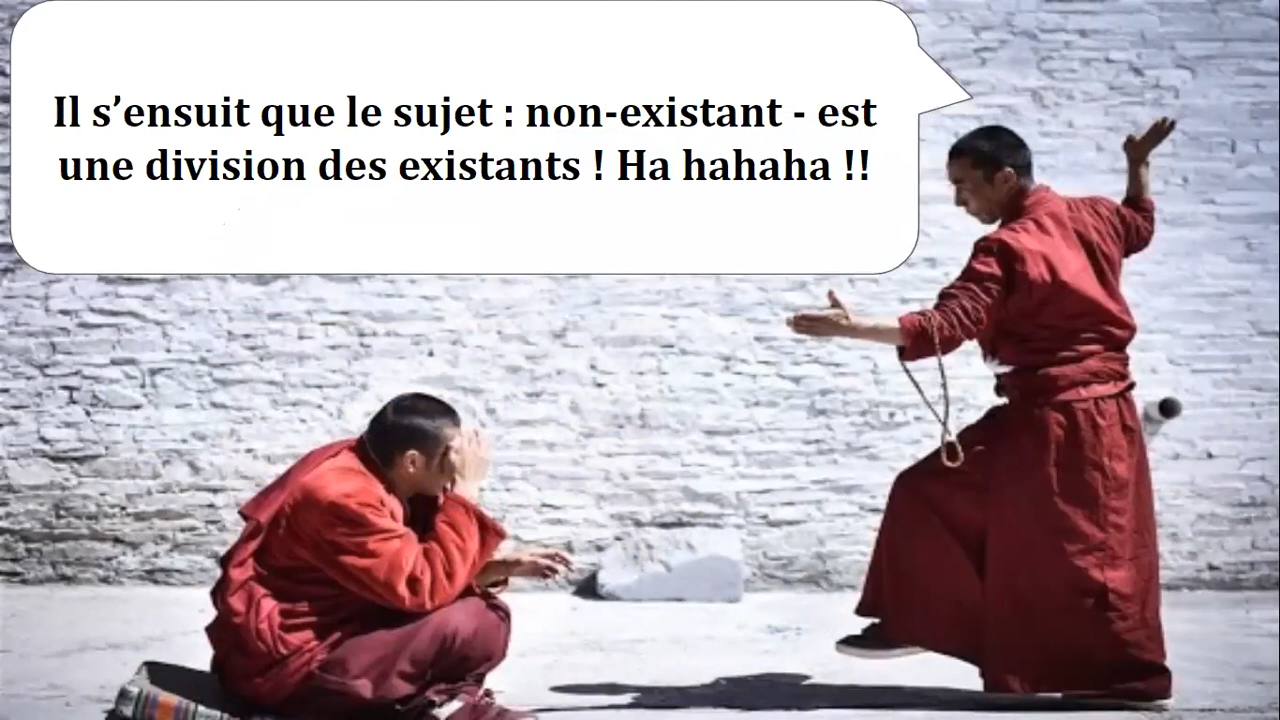 Il s’ensuit que le sujet : non-existant - est
une division des existants ! Ha hahaha !!